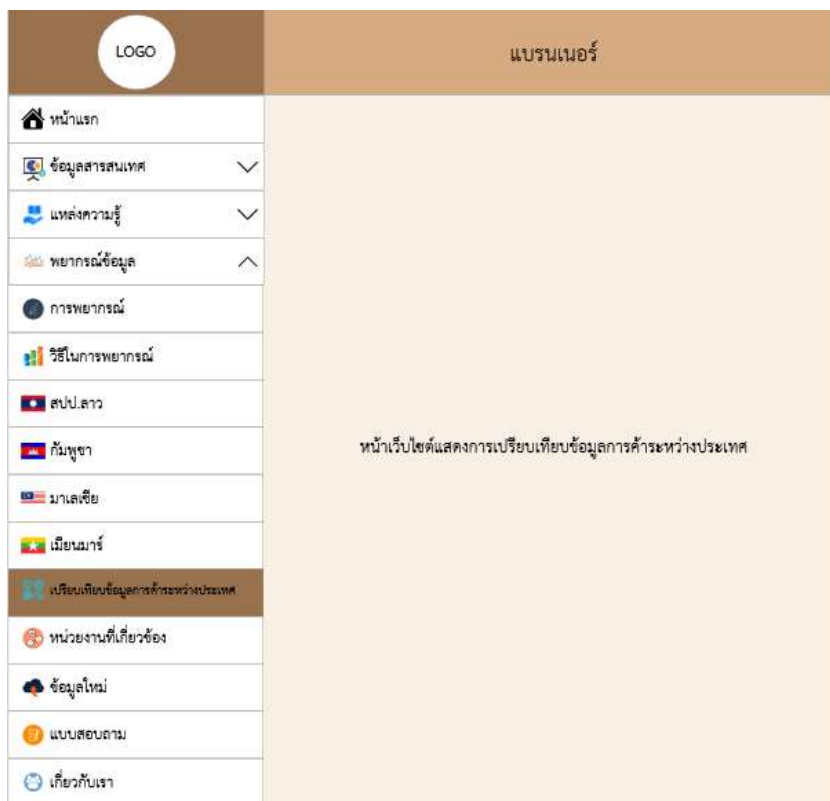 LOGO
แบรนเนอร์
หน้าแรก
ข้อมูลสารสนเทศ
แหล่งความรู้
พยากรณ์ข้อมูล
การพยากรณ์
วิธีในการพยากรณ์
สปป.ลาว
กัมพูชา
มาเลเซีย
เมียนมาร์
เปรียบเทียบข้อมูลการค้าระหว่างประเทศ
หน่วยงานที่เกี่ยวข้อง
ข้อมูลใหม่
แบบสอบถาม
เกี่ยวกับเรา
หน้าเว็บไซต์แสดงการเปรียบเทียบข้อมูลการค้าระหว่างประเทศ